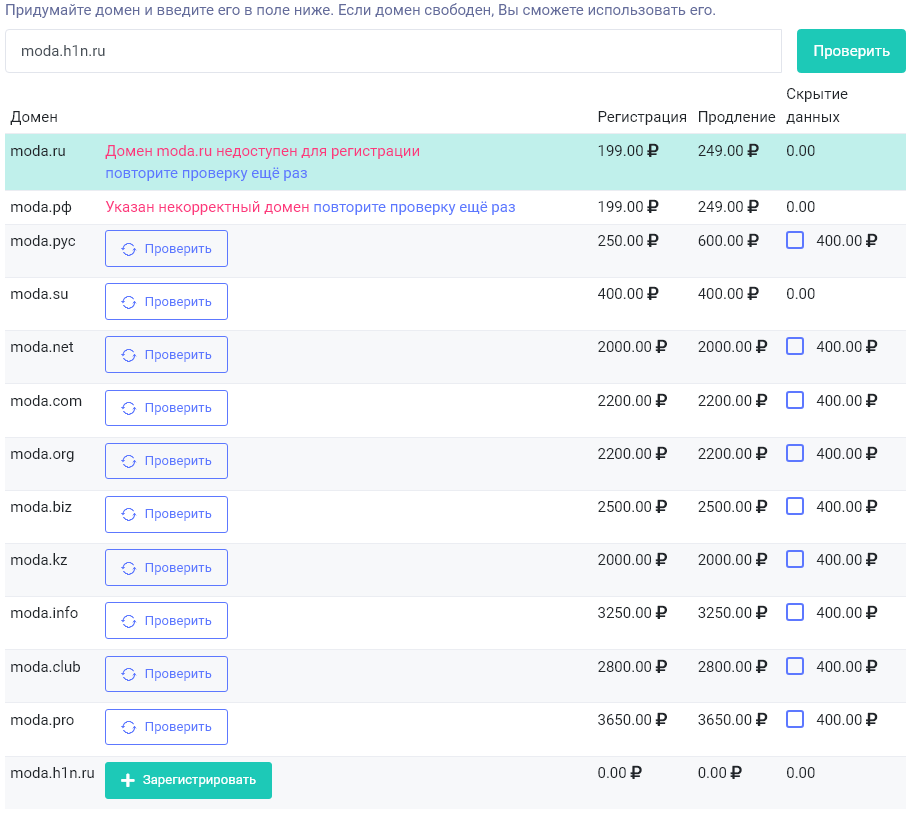 Придумайте домен и введите его в поле ниже. Если домен свободен, Вы сможете использовать его.
moda.h1n.ru Проверить
Домен Регистрация Продление Скрытие данных
moda.ru Домен moda.ru недоступен для регистрации 199.00 ₽ 249.00 ₽ 0.00
повторите проверку ещё раз
moda.рф Указан некорректный домен повторите проверку ещё раз 199.00 ₽ 249.00 ₽ 0.00
moda.рус Проверить 250.00 ₽ 600.00 ₽ 400.00 ₽
moda.su Проверить 400.00 ₽ 400.00 ₽ 0.00
moda.net Проверить 2000.00 ₽ 2000.00 ₽ 400.00 ₽
moda.com Проверить 2200.00 ₽ 2200.00 ₽ 400.00 ₽
moda.org Проверить 2200.00 ₽ 2200.00 ₽ 400.00 ₽
moda.biz Проверить 2500.00 ₽ 2500.00 ₽ 400.00 ₽
moda.kz Проверить 2000.00 ₽ 2000.00 ₽ 400.00 ₽
moda.info Проверить 3250.00 ₽ 3250.00 ₽ 400.00 ₽
moda.club Проверить 2800.00 ₽ 2800.00 ₽ 400.00 ₽
moda.pro Проверить 3650.00 ₽ 3650.00 ₽ 400.00 ₽
moda.h1n.ru Зарегистрировать 0.00 ₽ 0.00 ₽ 0.00